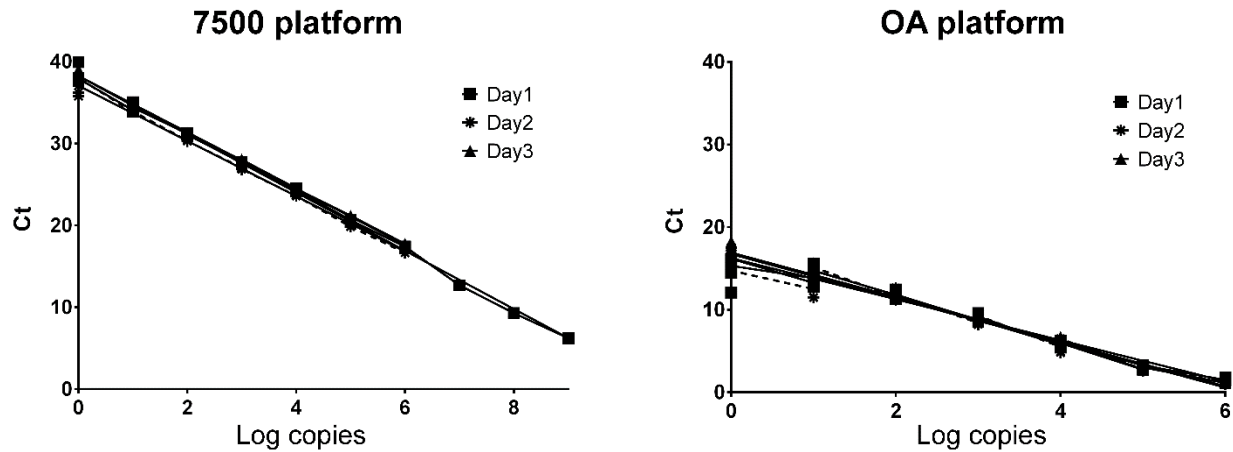 7500 platform
40
30
20
10
0
Ct
0 2 4 6 8
Log copies
Day1
Day2
Day3
OA platform
40
30
20
10
0
Ct
0 2 4 6
Log copies
Day1
Day2
Day3